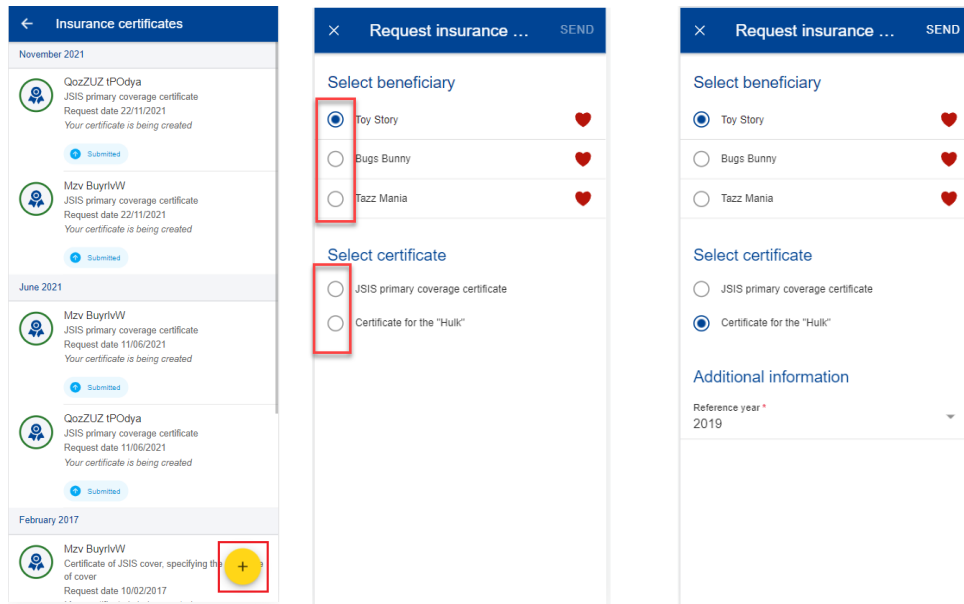 Insurance certificates
November 2021
QozZUZ tPOdya
JSIS primary coverage certificate
Request date 22/11/2021
Your certificate is being created
Submitted
Mzv BuyrlvW
JSIS primary coverage certificate
Request date 22/11/2021
Your certificate is being created
Submitted
June 2021
Mzv BuyrlvW
JSIS primary coverage certificate
Request date 11/06/2021
Your certificate is being created
Submitted
QozZUZ tPOdya
JSIS primary coverage certificate
Request date 11/06/2021
Your certificate is being created
Submitted
February 2017
Mzv BuyrlvW
Certificate of JSIS cover, specifying the
of cover
Request date 10/02/2017
Request insurance ... SEND
Select beneficiary
Toy Story
Bugs Bunny
Tazz Mania
Select certificate
JSIS primary coverage certificate
Certificate for the "Hulk"
Request insurance ... SEND
Select beneficiary
Toy Story
Bugs Bunny
Tazz Mania
Select certificate
JSIS primary coverage certificate
Certificate for the "Hulk"
Additional information
Reference year *
2019